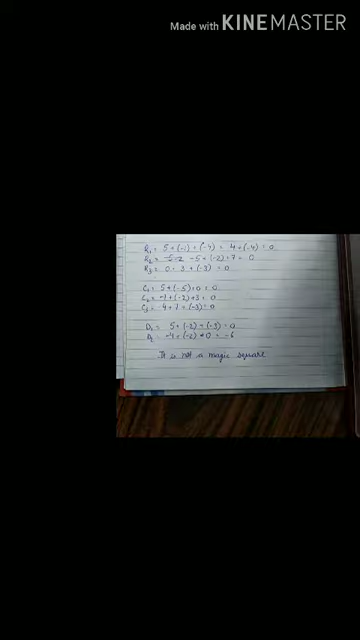 Made with KINEMASTER
R₁ = 5 + (-1) + (-4) = 4 + (-4) = 0
R₂ = -5 + (-2) + 7 = 0
R₃ = 0 + 3 + (-3) = 0
C₁ = 5 + (-5) + 0 = 0
C₂ = -1 + (-2) + 3 = 0
C₃ = -4 + 7 + (-3) = 0
D₁ = 5 + (-2) + (-3) = 0
D₂ = -4 + (-2) + 0 = -6
It is not a magic square